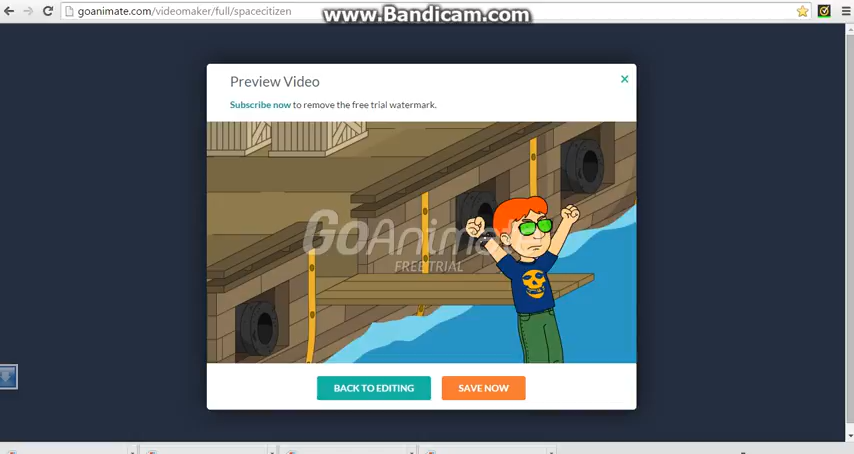 goanimate.com/videomaker/full/spacecitizen
www.Bandicam.com
Preview Video
Subscribe now to remove the free trial watermark.
GoAnimate
FREE TRIAL
BACK TO EDITING
SAVE NOW